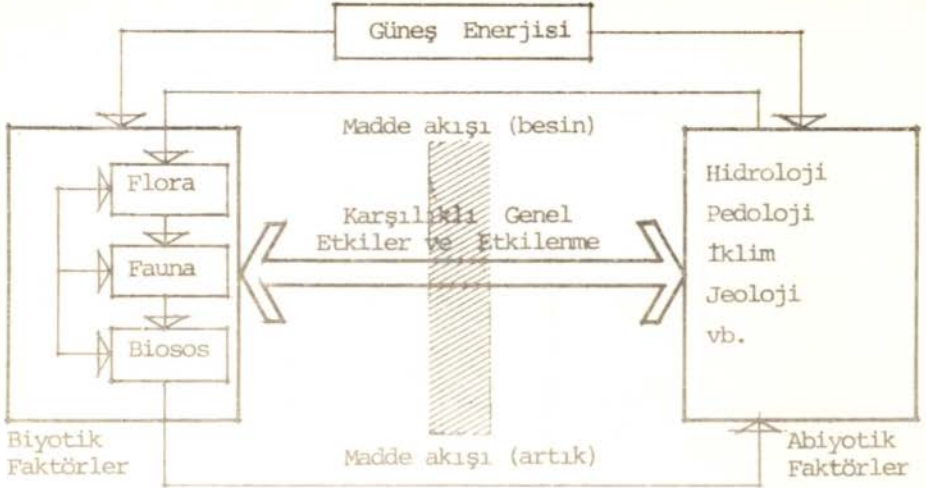 Güneş Enerjisi
Madde akışı (besin)
Flora
Fauna
Biosos
Karşılıklı Genel
Etkiler ve Etkilenme
Hidroloji
Pedoloji
İklim
Jeoloji
vb.
Biyotik
Faktörler
Madde akışı (artık)
Abiyotik
Faktörler